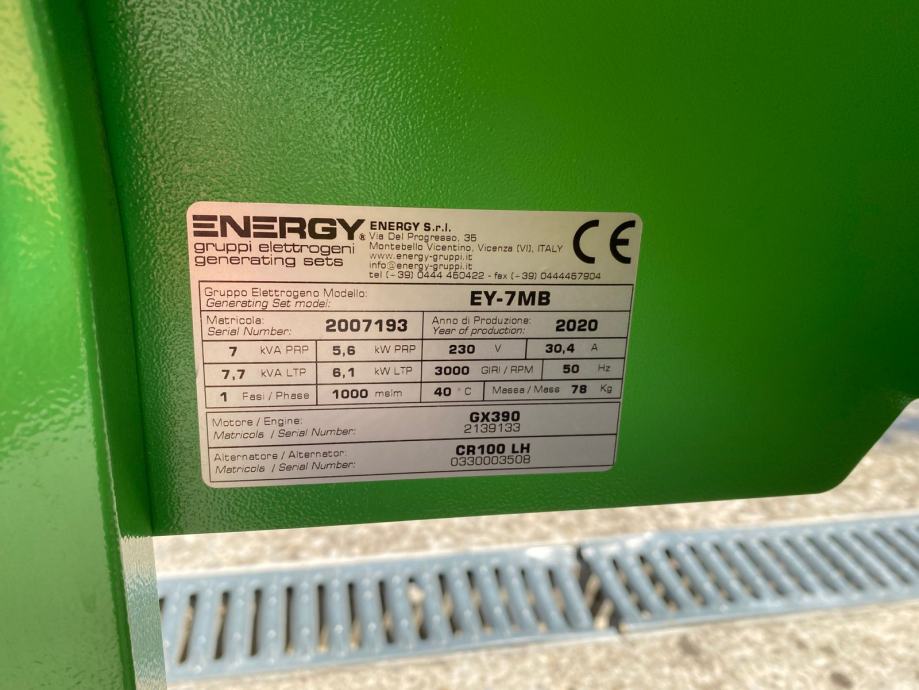 ENERGY®
gruppi elettrogeni
generating sets
ENERGY S.r.l.
Via Del Progresso, 35
Montebello Vicentino, Vicenza (VI), ITALY
www.energy-gruppi.it
info@energy-gruppi.it
tel (+39) 0444 450422 - fax (+39) 0444457904
CE
Gruppo Elettrogeno Modello:
Generating Set model:
EY-7MB
Matricola:
Serial Number:
2007193
Anno di Produzione:
Year of production:
2020
7 kVA PRP 5,6 kW PRP 230 V 30,4 A
7,7 kVA LTP 6,1 kW LTP 3000 GIRI / RPM 50 Hz
1 Fasi / Phase 1000 mslm 40 °C Massa / Mass 78 Kg
Motore / Engine: GX390
Matricola / Serial Number: 2139133
Alternatore / Alternator: CR100 LH
Matricola / Serial Number: 0330003508